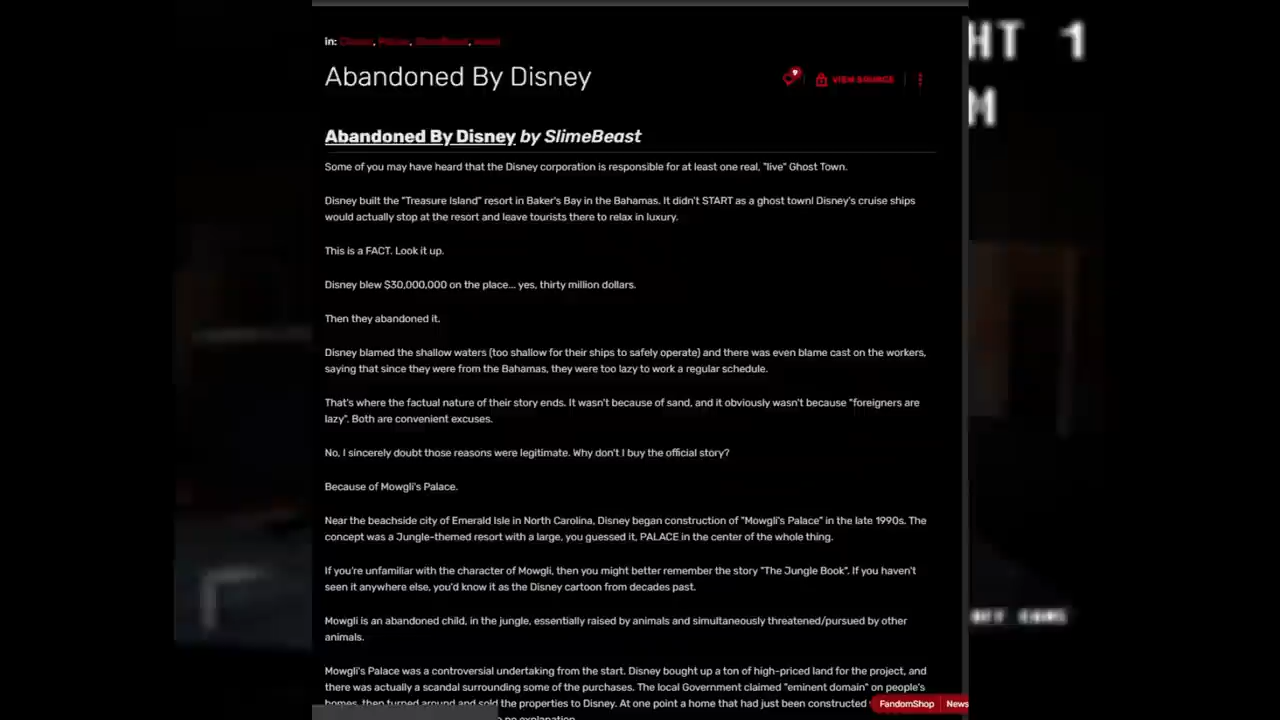 in:
Abandoned By Disney
VIEW SOURCE
Abandoned By Disney by SlimeBeast
Some of you may have heard that the Disney corporation is responsible for at least one real, "live" Ghost Town.
Disney built the "Treasure Island" resort in Baker's Bay in the Bahamas. It didn't START as a ghost town! Disney's cruise ships
would actually stop at the resort and leave tourists there to relax in luxury.
This is a FACT. Look it up.
Disney blew $30,000,000 on the place... yes, thirty million dollars.
Then they abandoned it.
Disney blamed the shallow waters (too shallow for their ships to safely operate) and there was even blame cast on the workers,
saying that since they were from the Bahamas, they were too lazy to work a regular schedule.
That's where the factual nature of their story ends. It wasn't because of sand, and it obviously wasn't because "foreigners are
lazy". Both are convenient excuses.
No, I sincerely doubt those reasons were legitimate. Why don't I buy the official story?
Because of Mowgli's Palace.
Near the beachside city of Emerald Isle in North Carolina, Disney began construction of "Mowgli's Palace" in the late 1990s. The
concept was a Jungle-themed resort with a large, you guessed it, PALACE in the center of the whole thing.
If you're unfamiliar with the character of Mowgli, then you might better remember the story "The Jungle Book". If you haven't
seen it anywhere else, you'd know it as the Disney cartoon from decades past.
Mowgli is an abandoned child, in the jungle, essentially raised by animals and simultaneously threatened/pursued by other
animals.
Mowgli's Palace was a controversial undertaking from the start. Disney bought up a ton of high-priced land for the project, and
there was actually a scandal surrounding some of the purchases. The local Government claimed "eminent domain" on people's
homes, then turned around and sold the properties to Disney. At one point a home that had just been constructed
no explanation.
FandomShop
News
HT 1
M